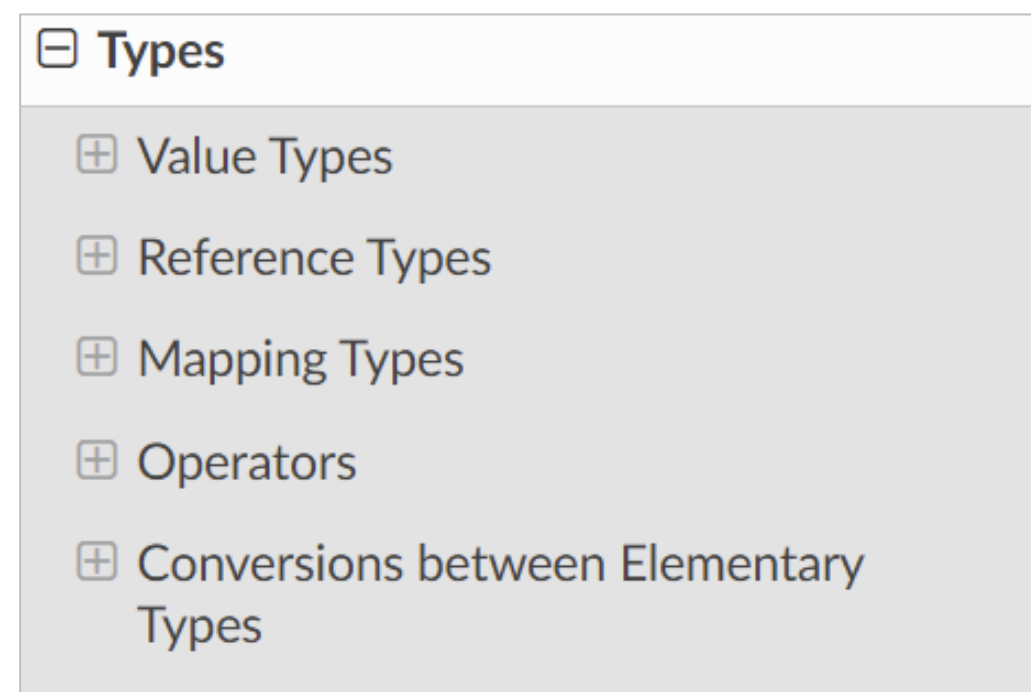 Types
Value Types
Reference Types
Mapping Types
Operators
Conversions between Elementary
Types